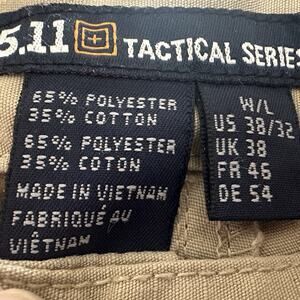 5.11 TACTICAL SERIES
65% POLYESTER
35% COTTON
65% POLYESTER
35% COTON
MADE IN VIETNAM
FABRIQUÉ AU
VIÊTNAM
W/L
US 38/32
UK 38
FR 46
DE 54